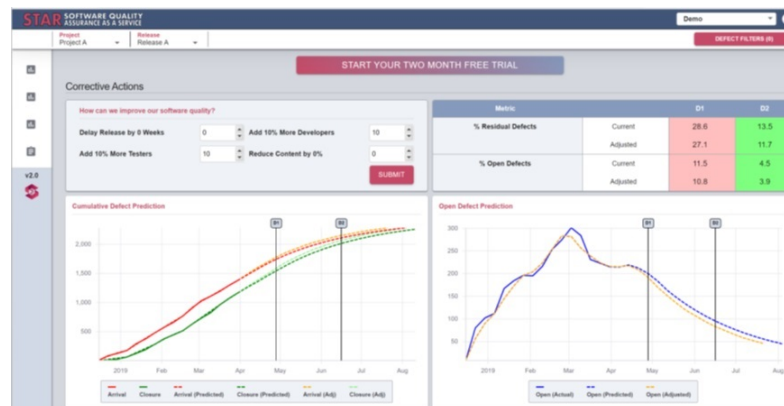 STAR SOFTWARE QUALITY
ASSURANCE AS A SERVICE
Demo
Project
Project A
Release
Release A
DEFECT FILTERS (6)
START YOUR TWO MONTH FREE TRIAL
Corrective Actions
How can we improve our software quality?
Delay Release by 0 Weeks 0 Add 10% More Developers 10
Add 10% More Testers 10 Reduce Content by 0% 0
SUBMIT
v2.0
Metric D1 D2
% Residual Defects Current 28.6 13.5
Adjusted 27.1 11.7
% Open Defects Current 11.5 4.5
Adjusted 10.8 3.9
Cumulative Defect Prediction
D1 D2
2,000
1,500
1,000
500
2019 Feb Mar Apr May Jun Jul Aug
Arrival Closure Arrival (Predicted) Closure (Predicted) Arrival (Adj) Closure (Adj)
Open Defect Prediction
D1 D2
300
250
200
150
100
50
2019 Feb Mar Apr May Jun Jul Aug
Open (Actual) Open (Predicted) Open (Adjusted)